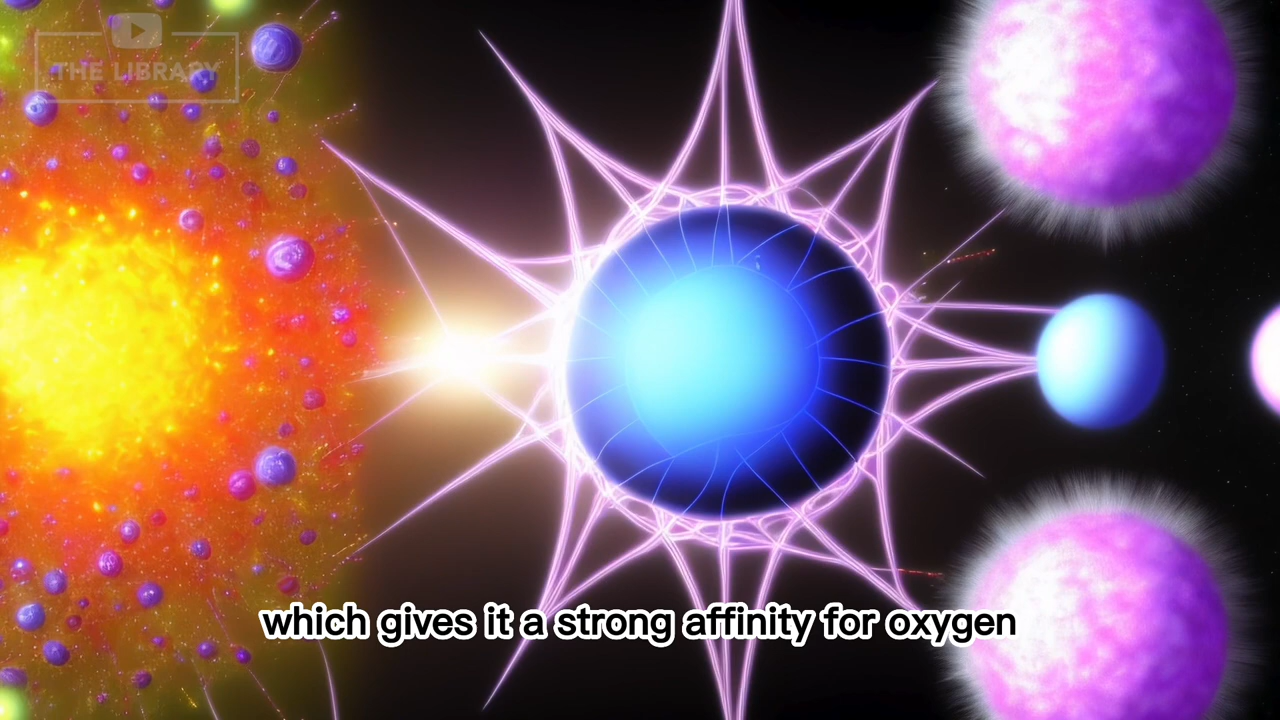 THE LIBRARY
which gives it a strong affinity for oxygen